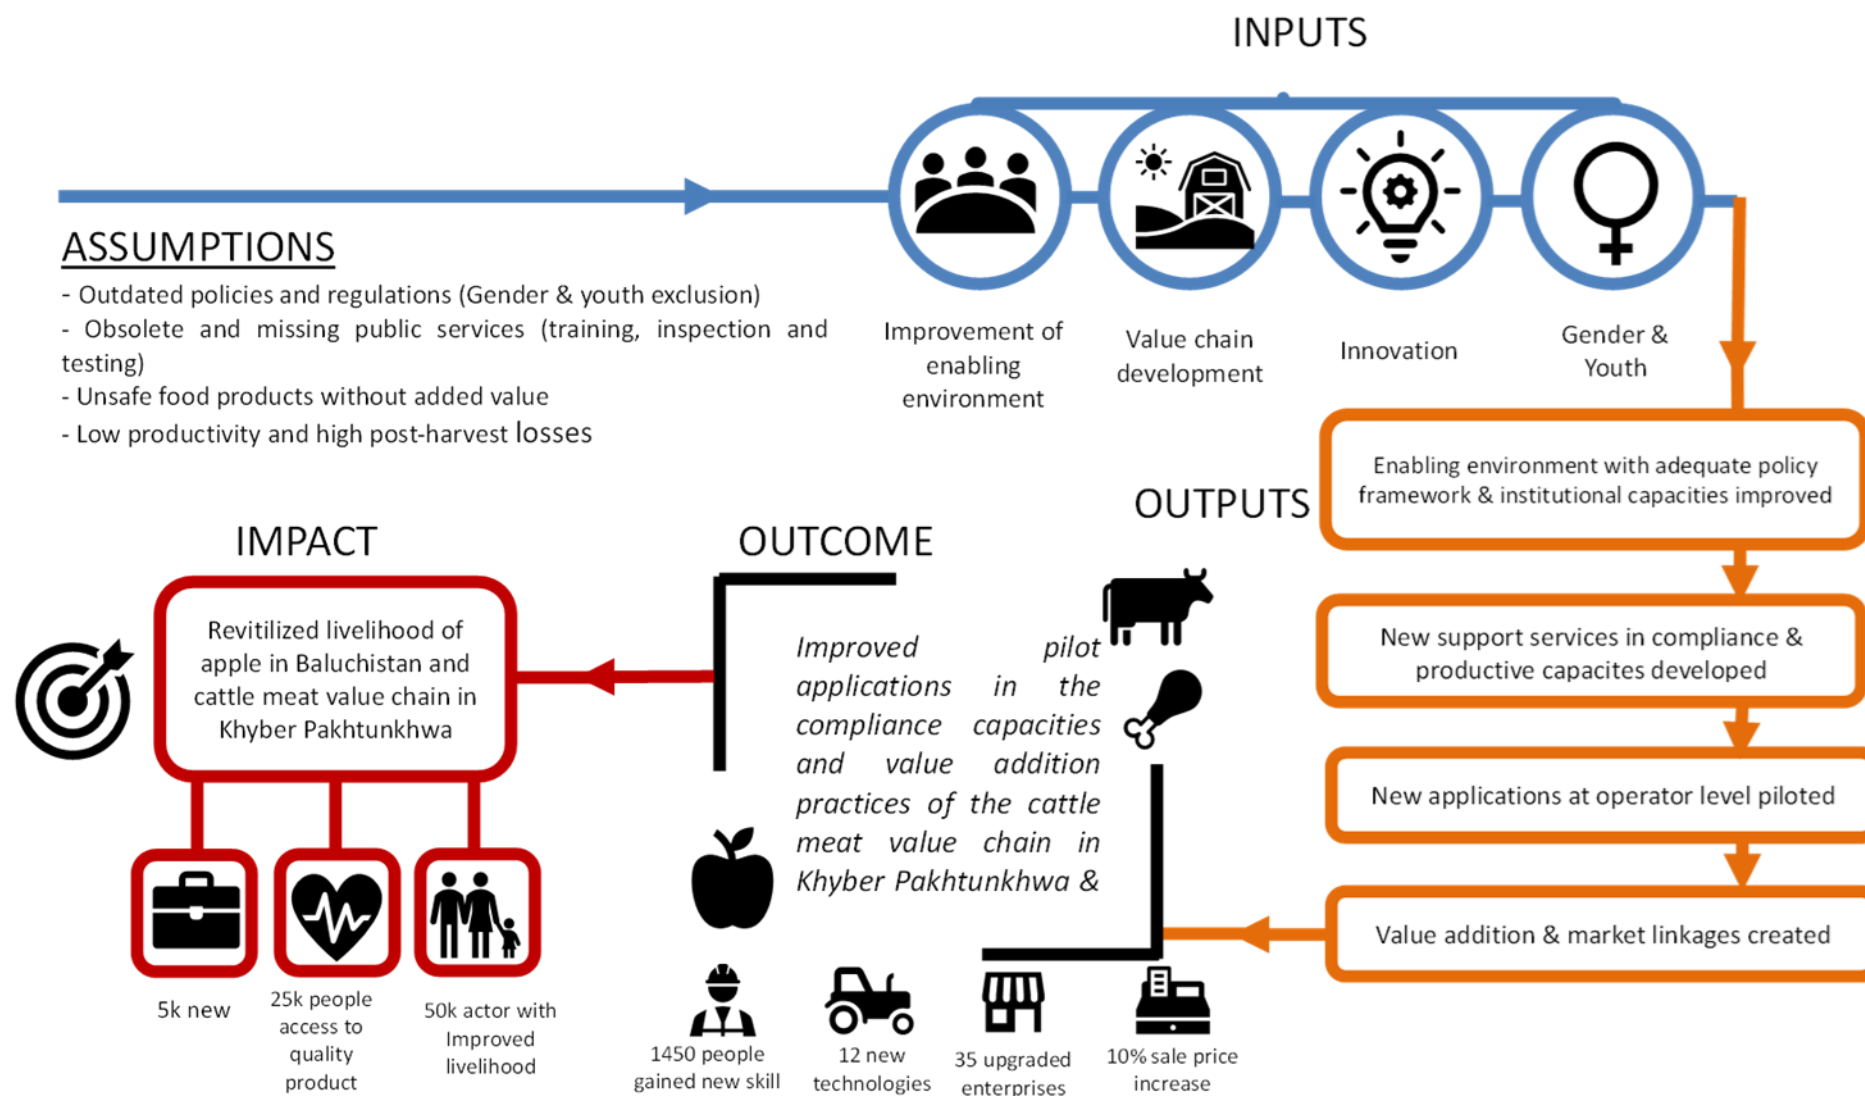 INPUTS
ASSUMPTIONS
- Outdated policies and regulations (Gender & youth exclusion)
- Obsolete and missing public services (training, inspection and
testing)
- Unsafe food products without added value
- Low productivity and high post-harvest losses
Improvement of
enabling
environment
Value chain
development
Innovation
Gender &
Youth
OUTPUTS
Enabling environment with adequate policy
framework & institutional capacities improved
New support services in compliance &
productive capacites developed
New applications at operator level piloted
Value addition & market linkages created
OUTCOME
Improved pilot
applications in the
compliance capacities
and value addition
practices of the cattle
meat value chain in
Khyber Pakhtunkhwa &
1450 people
gained new skill
12 new
technologies
35 upgraded
enterprises
10% sale price
increase
IMPACT
Revitilized livelihood of
apple in Baluchistan and
cattle meat value chain in
Khyber Pakhtunkhwa
5k new
25k people
access to
quality
product
50k actor with
Improved
livelihood